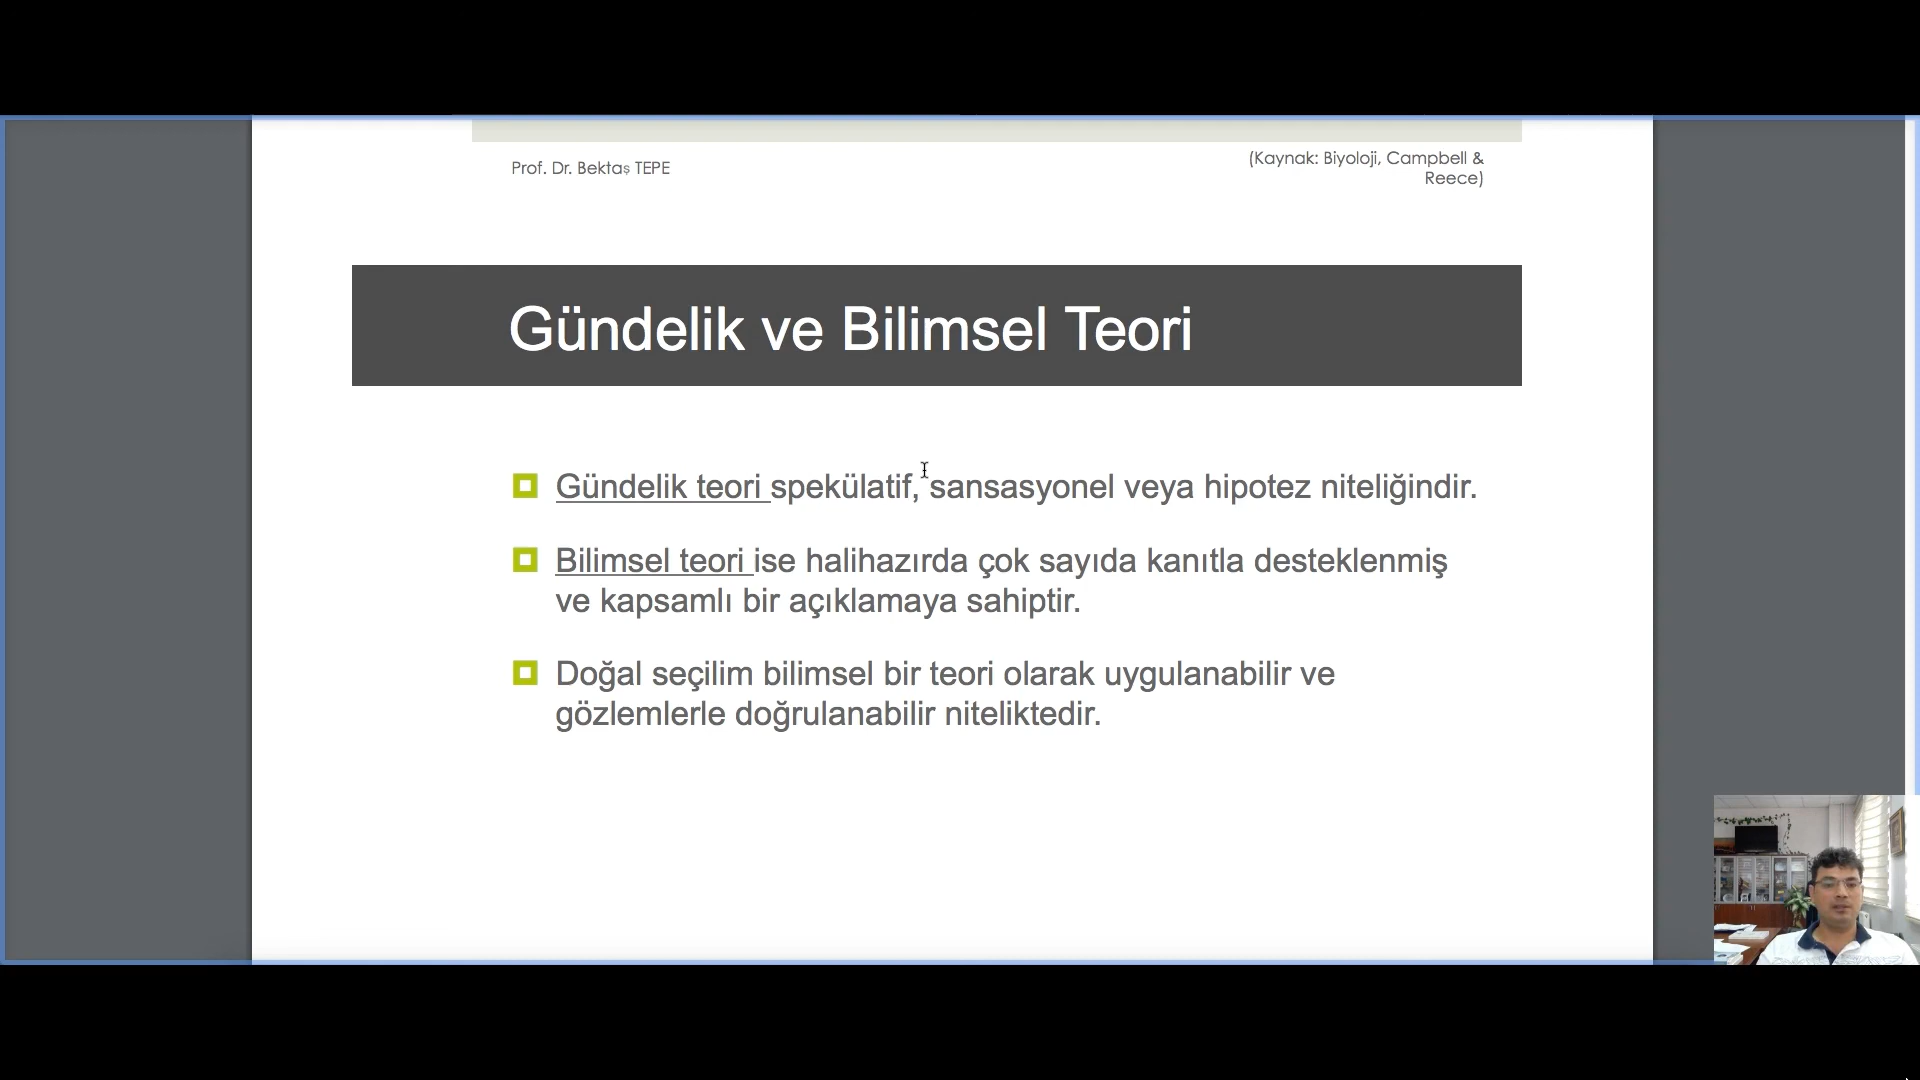 Prof. Dr. Bektaş TEPE
(Kaynak: Biyoloji, Campbell &
Reece)
Gündelik ve Bilimsel Teori
Gündelik teori spekülatif, sansasyonel veya hipotez niteliğindir.
Bilimsel teori ise halihazırda çok sayıda kanıtla desteklenmiş
ve kapsamlı bir açıklamaya sahiptir.
Doğal seçilim bilimsel bir teori olarak uygulanabilir ve
gözlemlerle doğrulanabilir niteliktedir.